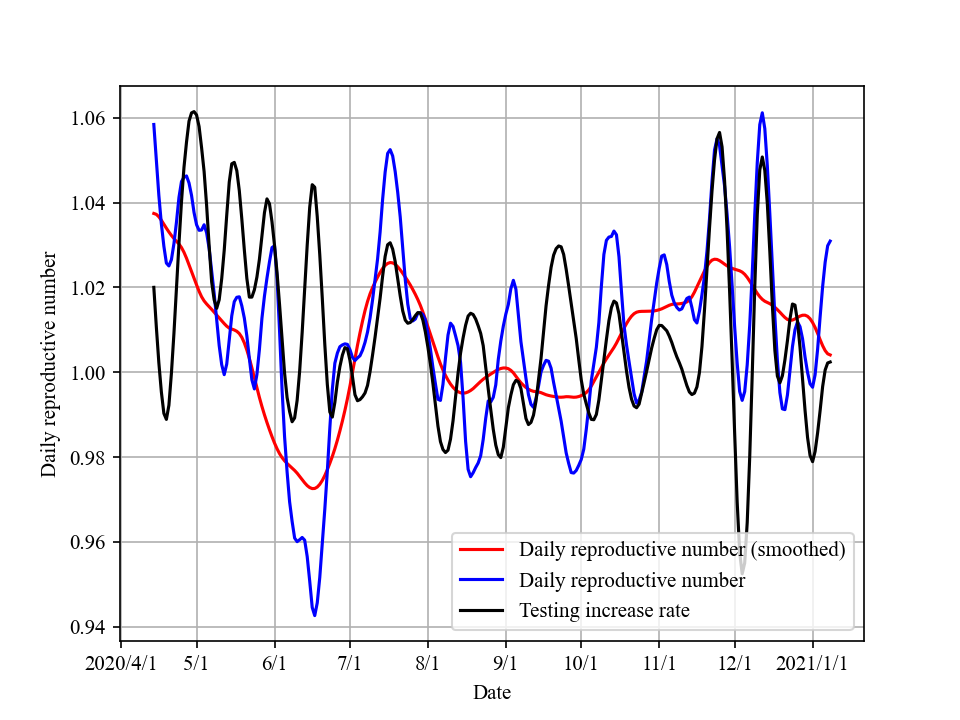 1.06
1.04
1.02
1.00
0.98
0.96
0.94
Daily reproductive number
Daily reproductive number (smoothed)
Daily reproductive number
Testing increase rate
2020/4/1 5/1 6/1 7/1 8/1 9/1 10/1 11/1 12/1 2021/1/1
Date